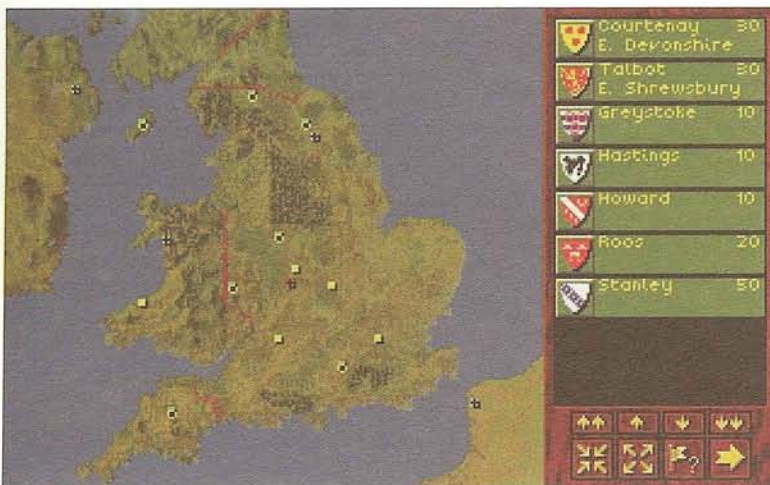 Courtenay 30
E. Devonshire
Talbot 30
E. Shrewsbury
Greystoke 10
Hastings 10
Howard 10
Roos 20
Stanley 50
?